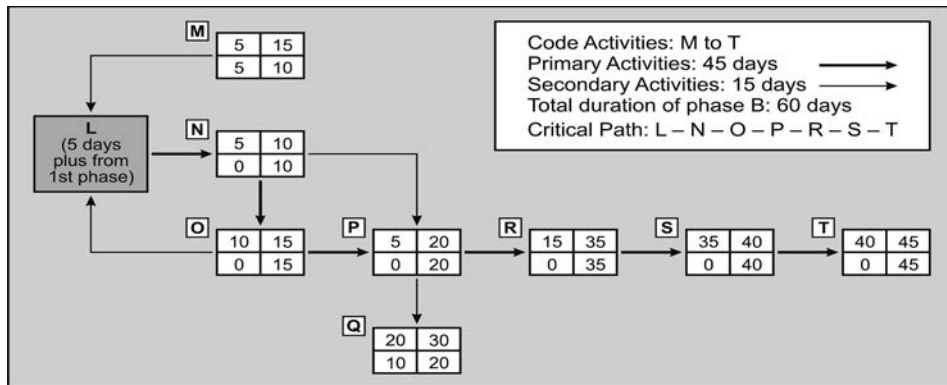 M
5 15
5 10
Code Activities: M to T
Primary Activities: 45 days
Secondary Activities: 15 days
Total duration of phase B: 60 days
Critical Path: L – N – O – P – R – S – T
L
(5 days
plus from
1st phase)
N
5 10
0 10
O
10 15
0 15
P
5 20
0 20
R
15 35
0 35
S
35 40
0 40
T
40 45
0 45
Q
20 30
10 20